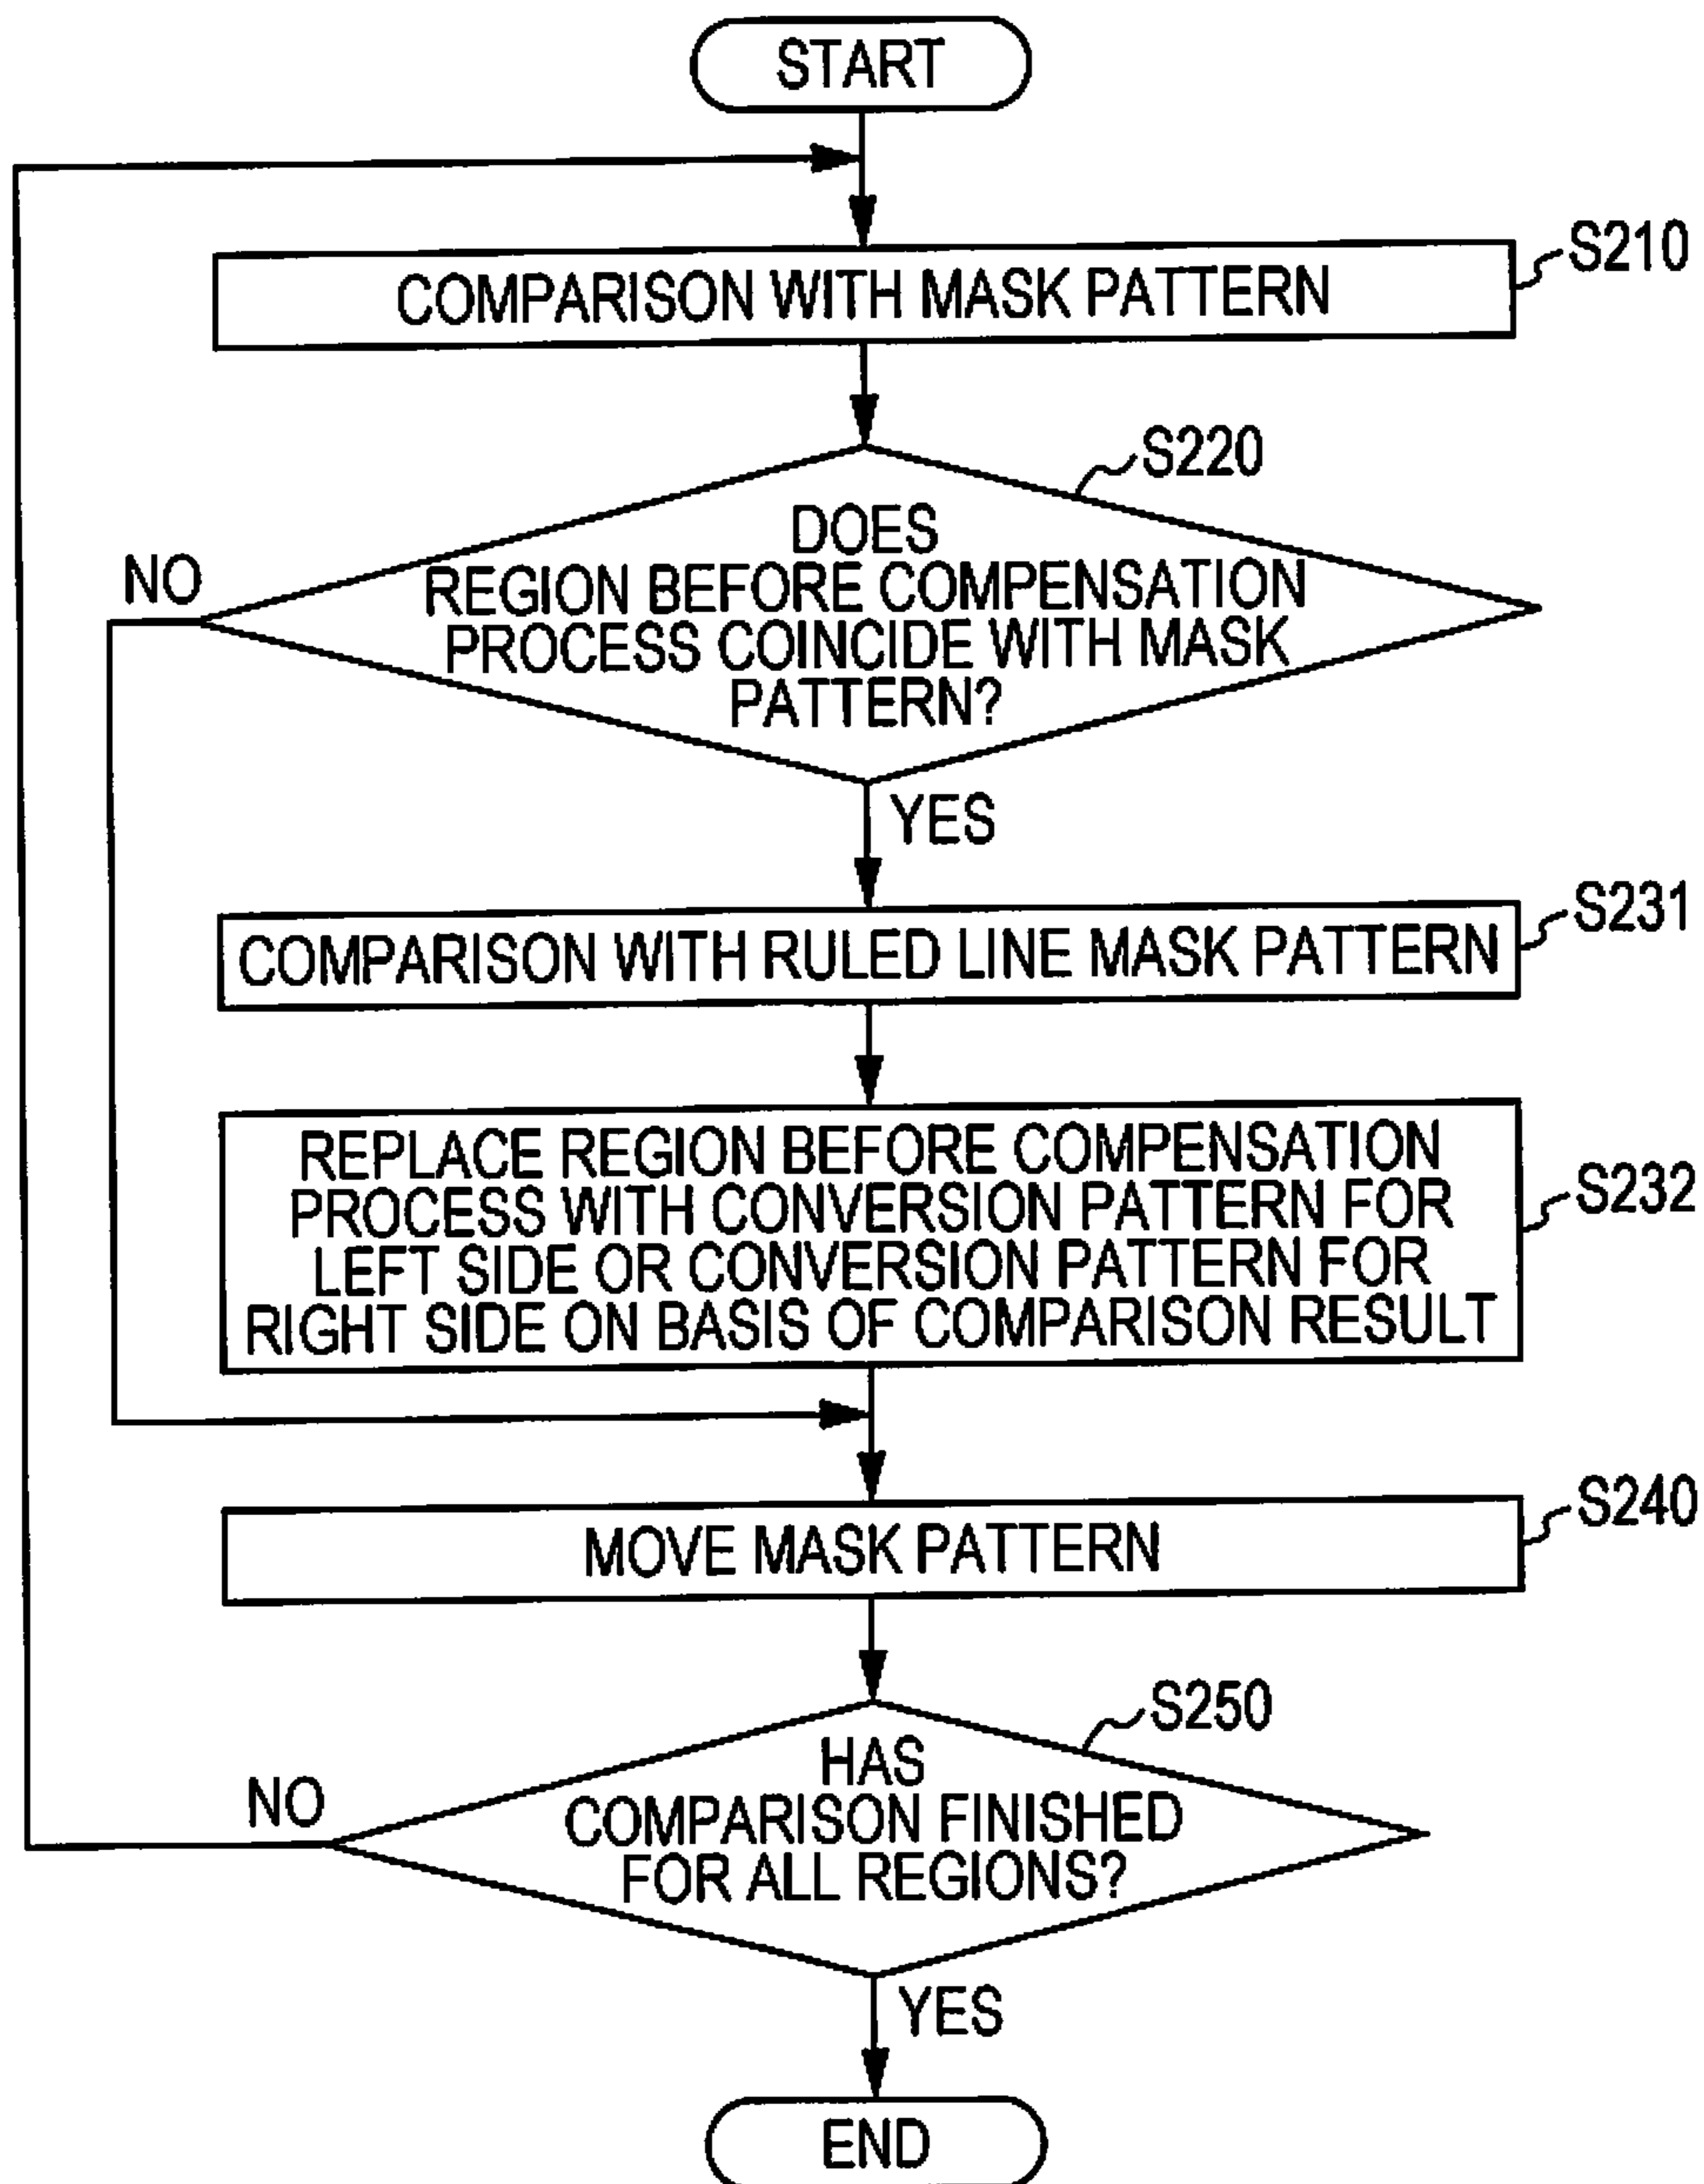 START
COMPARISON WITH MASK PATTERN
S210
S220
DOES
REGION BEFORE COMPENSATION
PROCESS COINCIDE WITH MASK
PATTERN?
NO
YES
COMPARISON WITH RULED LINE MASK PATTERN
S231
REPLACE REGION BEFORE COMPENSATION
PROCESS WITH CONVERSION PATTERN FOR
LEFT SIDE OR CONVERSION PATTERN FOR
RIGHT SIDE ON BASIS OF COMPARISON RESULT
S232
MOVE MASK PATTERN
S240
S250
HAS
COMPARISON FINISHED
FOR ALL REGIONS?
NO
YES
END